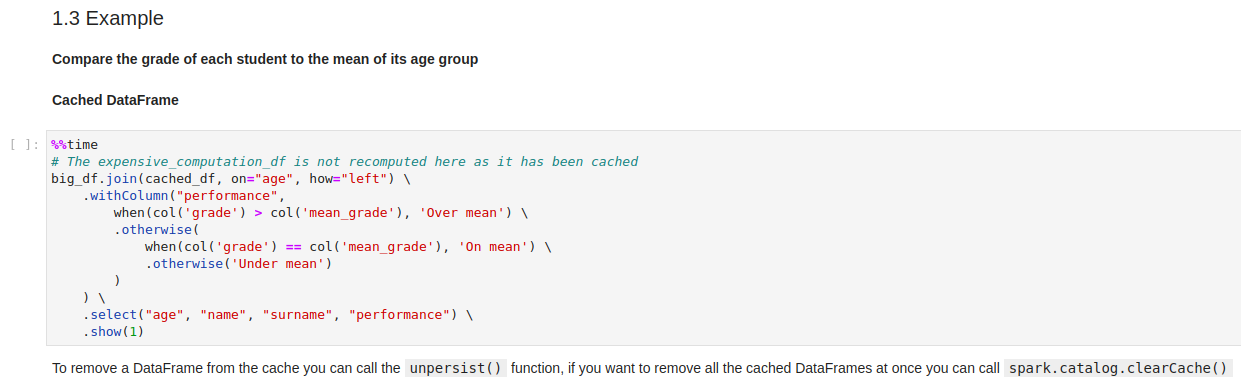 1.3 Example
Compare the grade of each student to the mean of its age group
Cached DataFrame
[ ]: %%time
# The expensive_computation_df is not recomputed here as it has been cached
big_df.join(cached_df, on="age", how="left") \
    .withColumn("performance",
        when(col('grade') > col('mean_grade'), 'Over mean') \
        .otherwise(
            when(col('grade') == col('mean_grade'), 'On mean') \
            .otherwise('Under mean')
        )
    ) \
    .select("age", "name", "surname", "performance") \
    .show(1)
To remove a DataFrame from the cache you can call the unpersist() function, if you want to remove all the cached DataFrames at once you can call spark.catalog.clearCache()